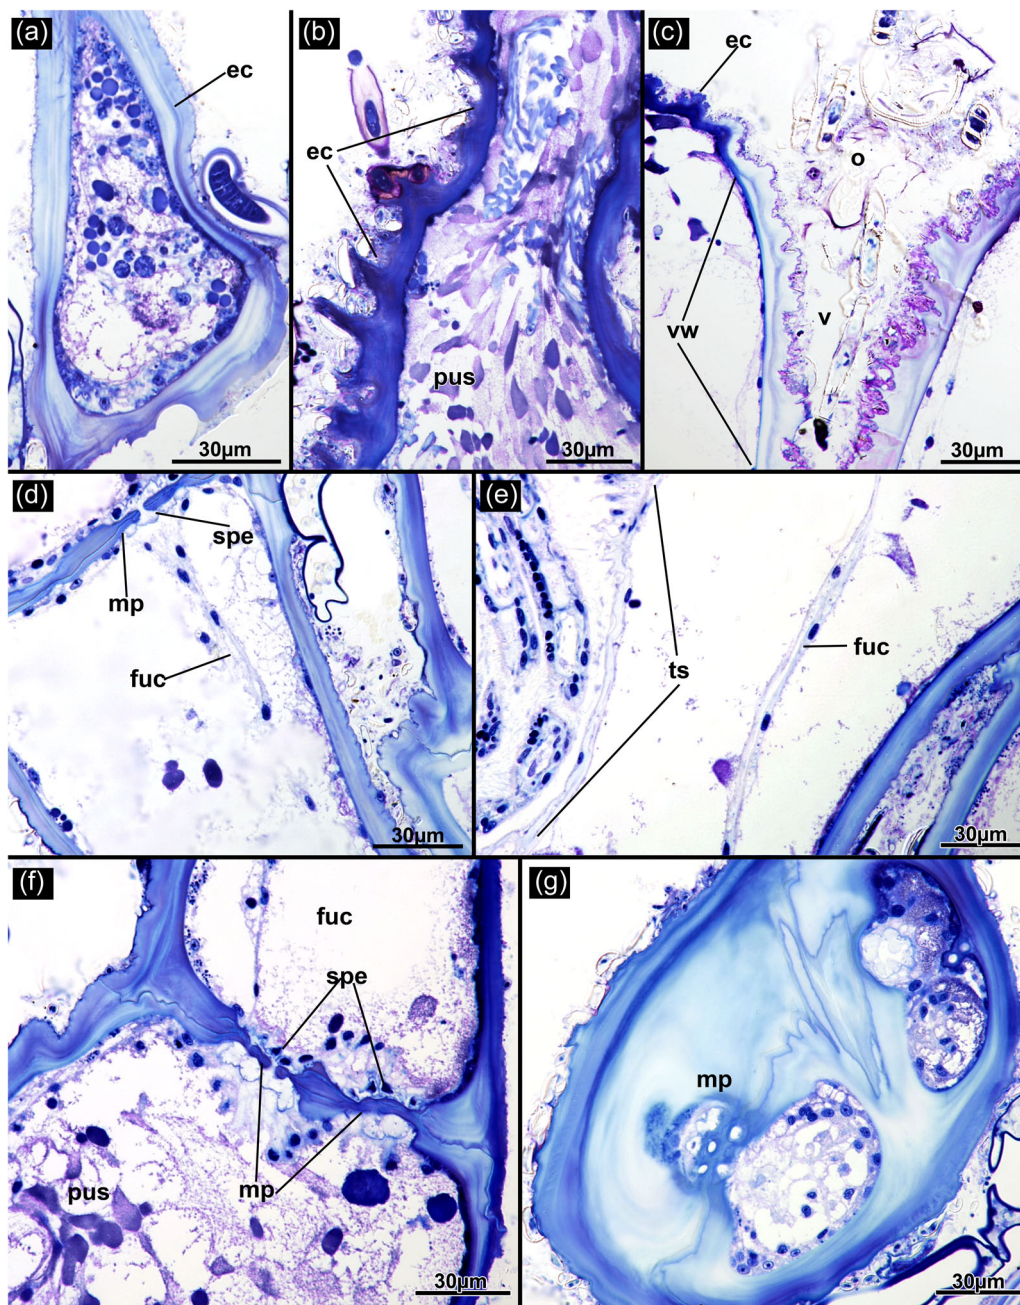 (a)
ec
30µm
(b)
ec
pus
30µm
(c)
ec
o
vw
v
30µm
(d)
spe
mp
fuc
30µm
(e)
fuc
ts
30µm
(f)
fuc
spe
mp
pus
30µm
(g)
mp
30µm